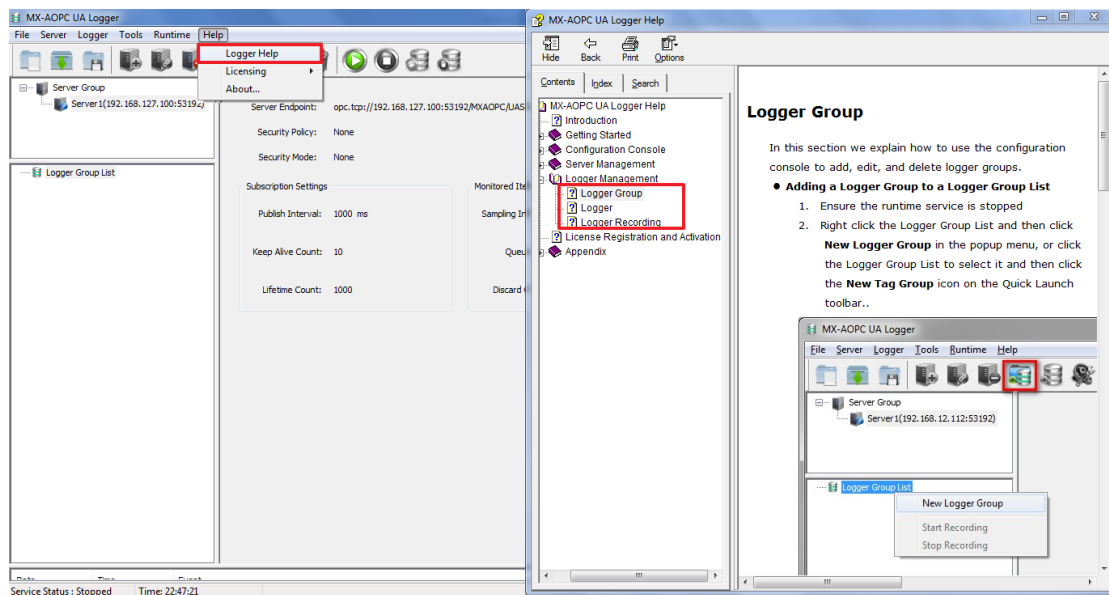 MX-AOPC UA Logger
File Server Logger Tools Runtime Help
Logger Help
Licensing
About...
Server Group
Server1(192.168.127.100:53192)
Logger Group List
Server Endpoint: opc.tcp://192.168.127.100:53192/MXAOPC/UAS
Security Policy: None
Security Mode: None
Subscription Settings
Monitored Ite
Publish Interval: 1000 ms
Sampling In
Keep Alive Count: 10
Queu
Lifetime Count: 1000
Discard
Date Time Event
Service Status : Stopped Time: 22:47:21
MX-AOPC UA Logger Help
Hide Back Print Options
Contents Index Search
MX-AOPC UA Logger Help
Introduction
Getting Started
Configuration Console
Server Management
Logger Management
Logger Group
Logger
Logger Recording
License Registration and Activation
Appendix
Logger Group
In this section we explain how to use the configuration
console to add, edit, and delete logger groups.
● Adding a Logger Group to a Logger Group List
1. Ensure the runtime service is stopped
2. Right click the Logger Group List and then click
New Logger Group in the popup menu, or click
the Logger Group List to select it and then click
the New Tag Group icon on the Quick Launch
toolbar..
MX-AOPC UA Logger
File Server Logger Tools Runtime Help
Server Group
Server1(192.168.12.112:53192)
Logger Group List
New Logger Group
Start Recording
Stop Recording